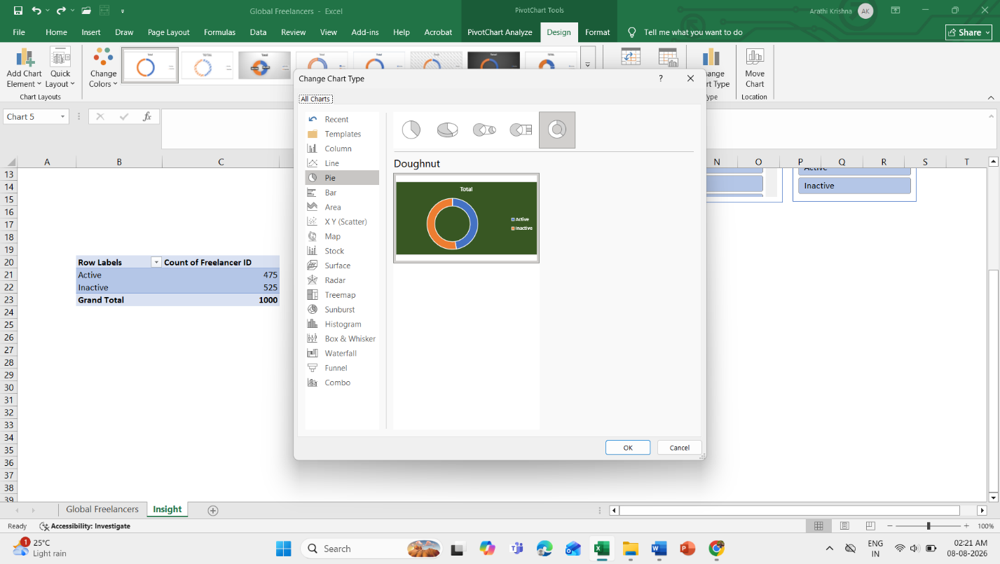 Global Freelancers - Excel
PivotChart Tools
Arathi Krishna AK
File Home Insert Draw Page Layout Formulas Data Review View Add-ins Help Acrobat PivotChart Analyze Design Format Tell me what you want to do Share
Add Chart Element
Quick Layout
Change Colors
Move Chart
Chart Layouts
Location
Change Chart Type
?
All Charts
Chart 5
fx
Recent
Templates
Column
Line
Pie
Bar
Area
X Y (Scatter)
Map
Stock
Surface
Radar
Treemap
Sunburst
Histogram
Box & Whisker
Waterfall
Funnel
Combo
Doughnut
Total
Active
Inactive
OK
Cancel
A B C N O P Q R S T
13
14
Inactive
15
16
17
18
19
20 Row Labels Count of Freelancer ID
21 Active 475
22 Inactive 525
23 Grand Total 1000
24
25
26
27
28
29
30
31
32
33
34
35
36
37
38
39
Global Freelancers Insight
Ready Accessibility: Investigate 100%
1
25°C
Light rain
Search
ENG
IN
02:21 AM
08-08-2026